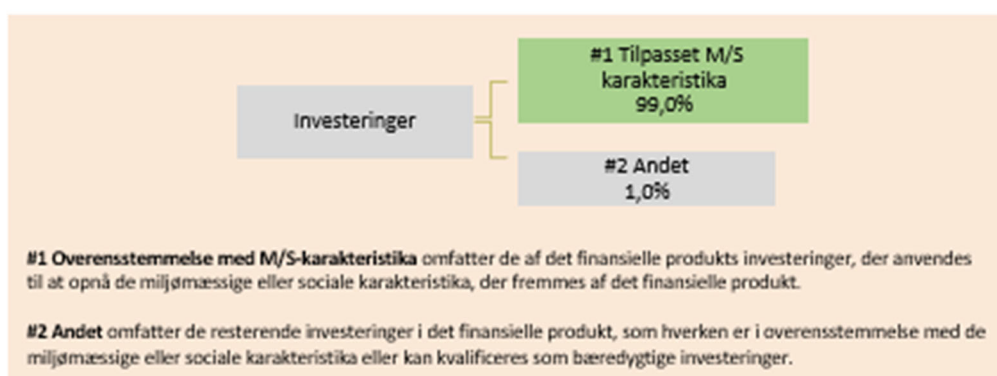 #1 Tilpasset M/S
karakteristika
99,0%
Investeringer
#2 Andet
1,0%
#1 Overensstemmelse med M/S-karakteristika omfatter de af det finansielle produkts investeringer, der anvendes
til at opnå de miljømæssige eller sociale karakteristika, der fremmes af det finansielle produkt.
#2 Andet omfatter de resterende investeringer i det finansielle produkt, som hverken er i overensstemmelse med de
miljømæssige eller sociale karakteristika eller kan kvalificeres som bæredygtige investeringer.